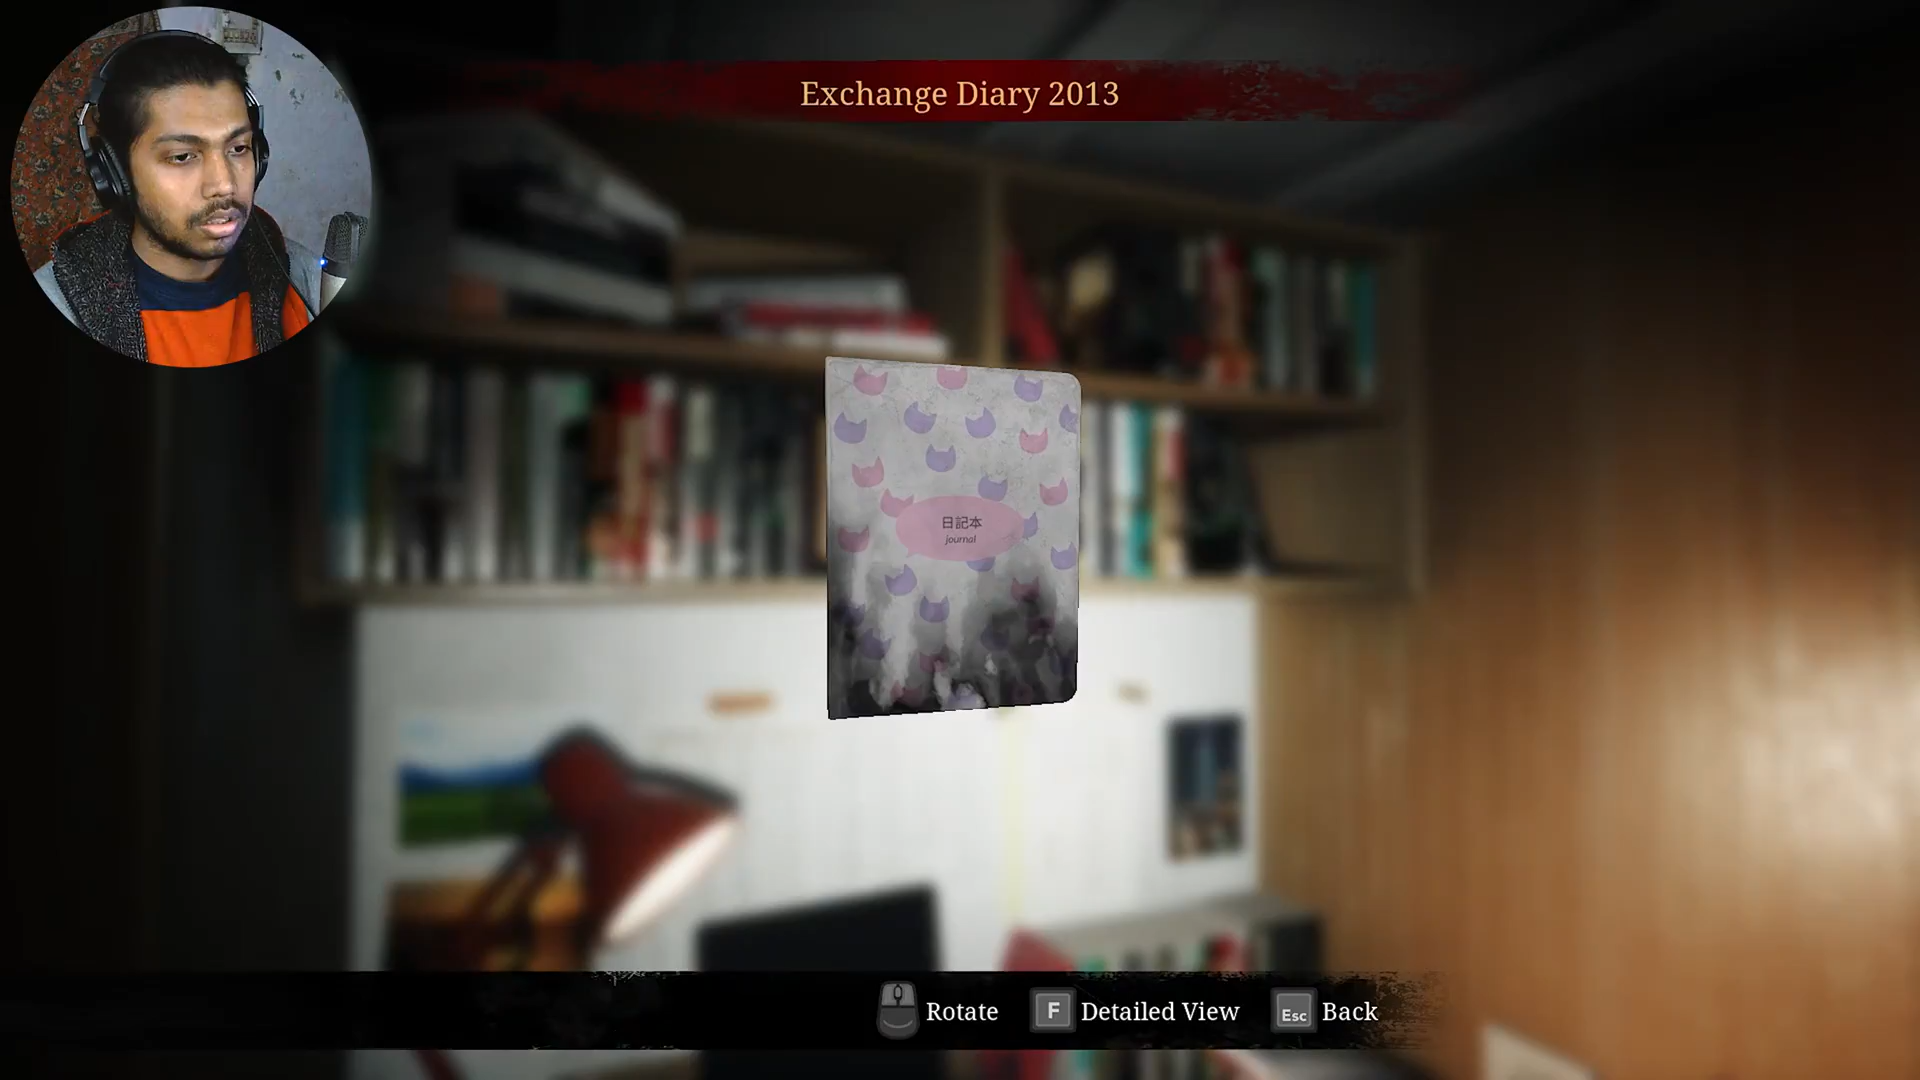 Exchange Diary 2013
日記本
journal
Rotate
F
Detailed View
Esc
Back